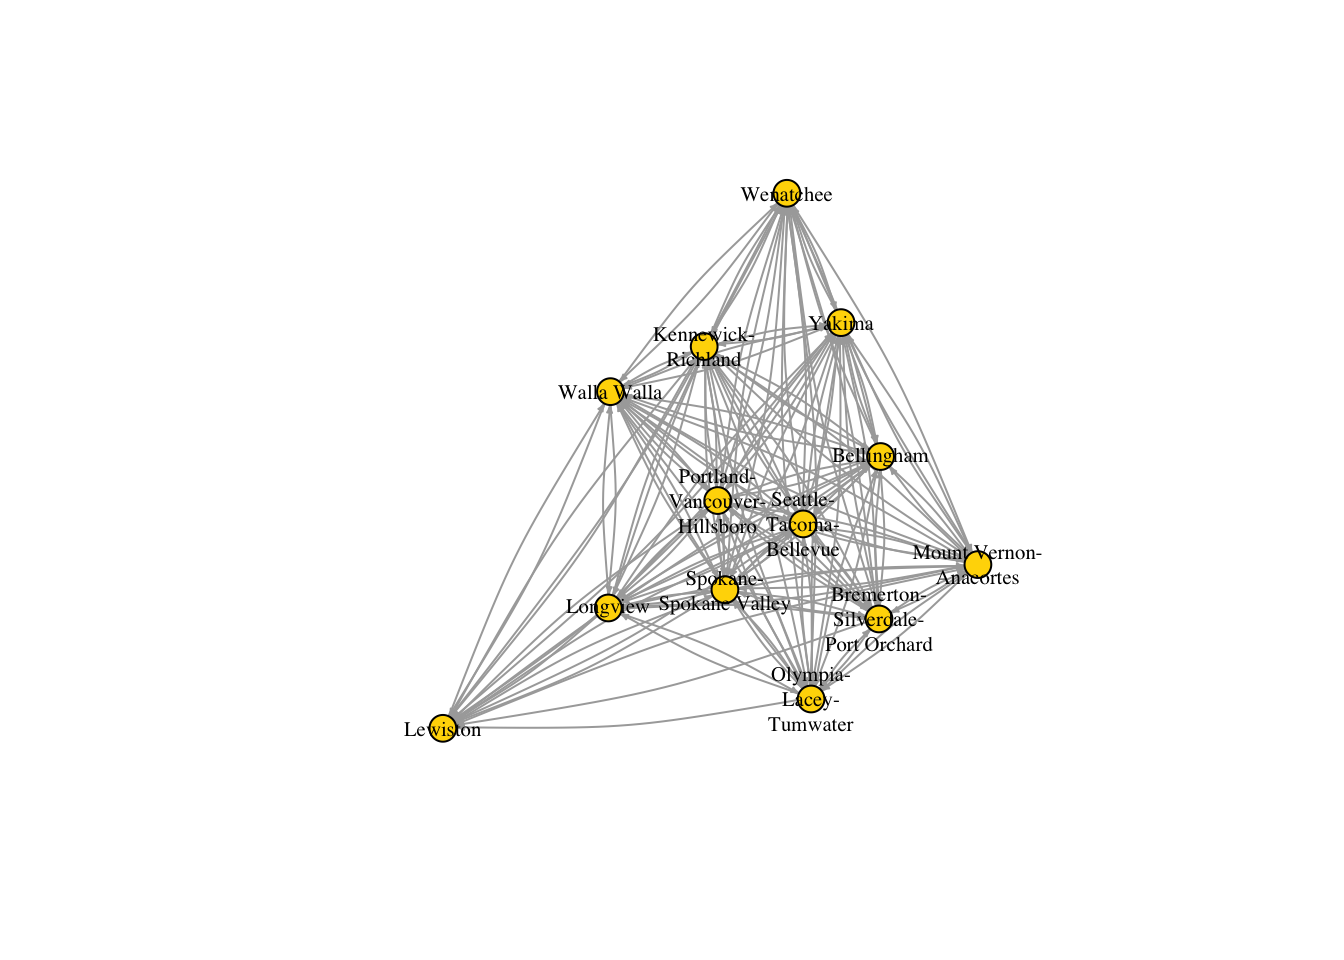 Wenatchee
Yakima
Kennewick-
Richland
Walla Walla
Bellingham
Portland-
Vancouver-
Hillsboro
Seattle-
Tacoma-
Bellevue
Mount Vernon-
Anacortes
Spokane-
Spokane Valley
Longview
Bremerton-
Silverdale-
Port Orchard
Olympia-
Lacey-
Tumwater
Lewiston